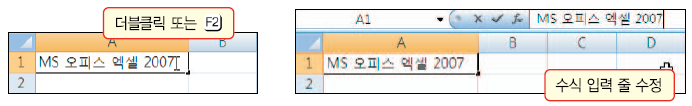 더블클릭 또는 F2
A B
1 MS 오피스 엑셀 2007
2
A1 MS 오피스 엑셀 2007
A B C D
1 MS 오피스 엑셀 2007
2
수식 입력 줄 수정